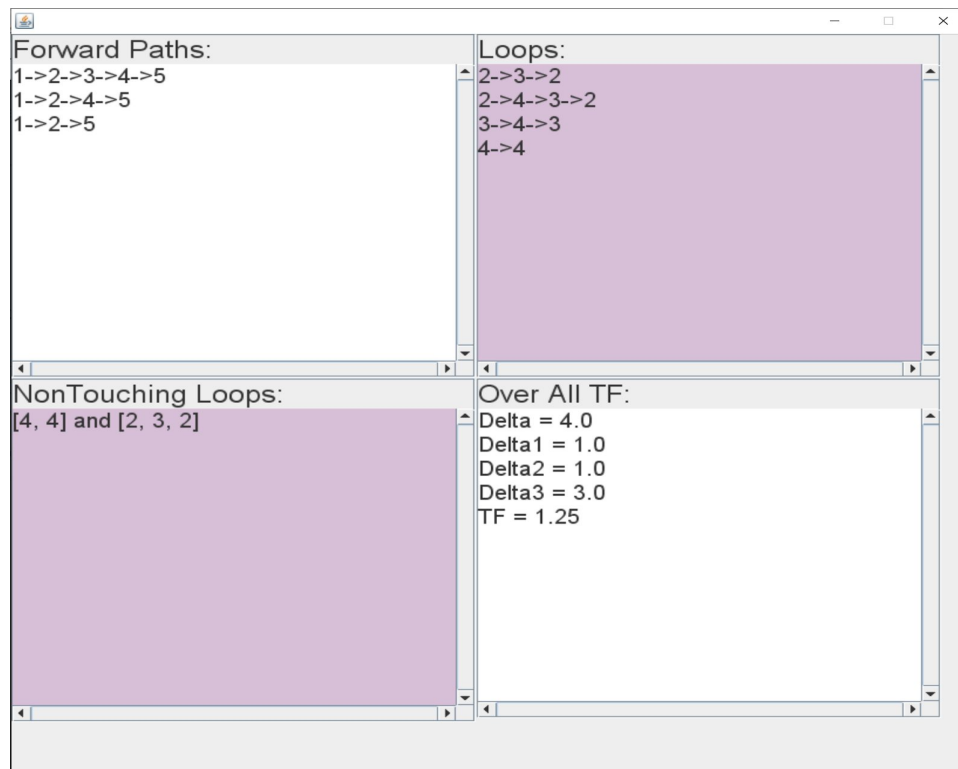 Forward Paths:
1->2->3->4->5
1->2->4->5
1->2->5
Loops:
2->3->2
2->4->3->2
3->4->3
4->4
NonTouching Loops:
[4, 4] and [2, 3, 2]
Over All TF:
Delta = 4.0
Delta1 = 1.0
Delta2 = 1.0
Delta3 = 3.0
TF = 1.25